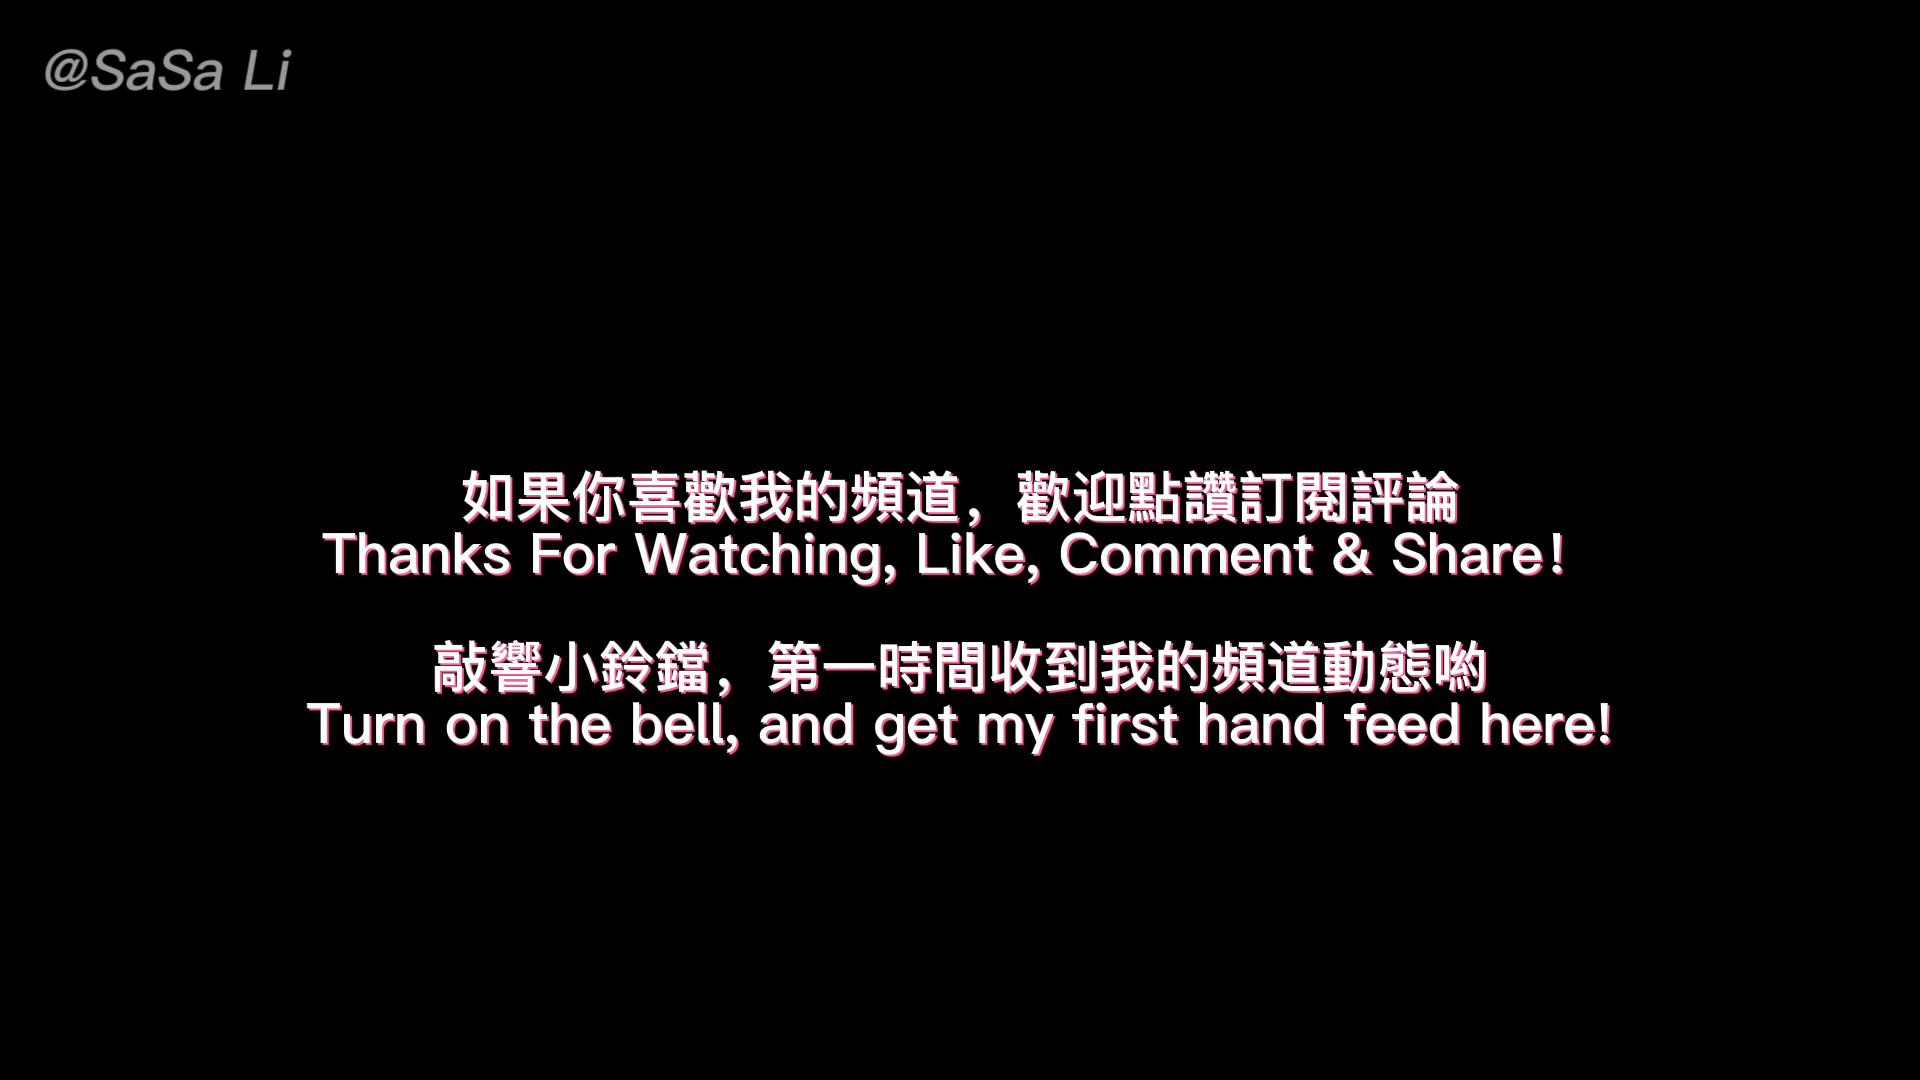 @SaSa Li
如果你喜歡我的頻道，歡迎點讚訂閱評論
Thanks For Watching, Like, Comment & Share!
敲響小鈴鐺，第一時間收到我的頻道動態喲
Turn on the bell, and get my first hand feed here!